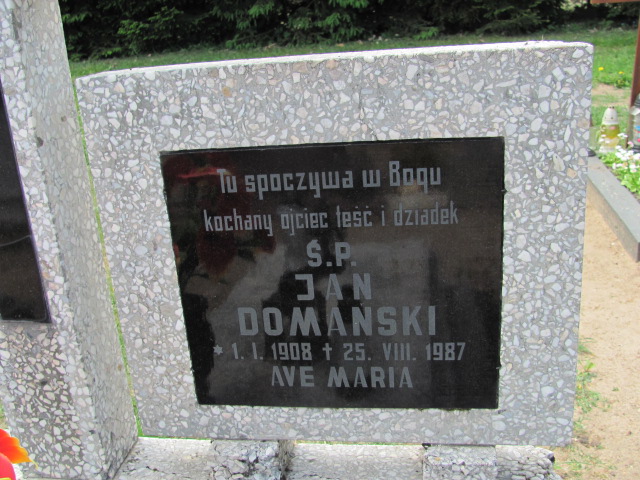 Tu spoczywa w Bogu
kochany ojciec teść i dziadek
Ś.P.
JAN
DOMAŃSKI
* 1. I. 1908 ✝ 25. VIII. 1987
AVE MARIA